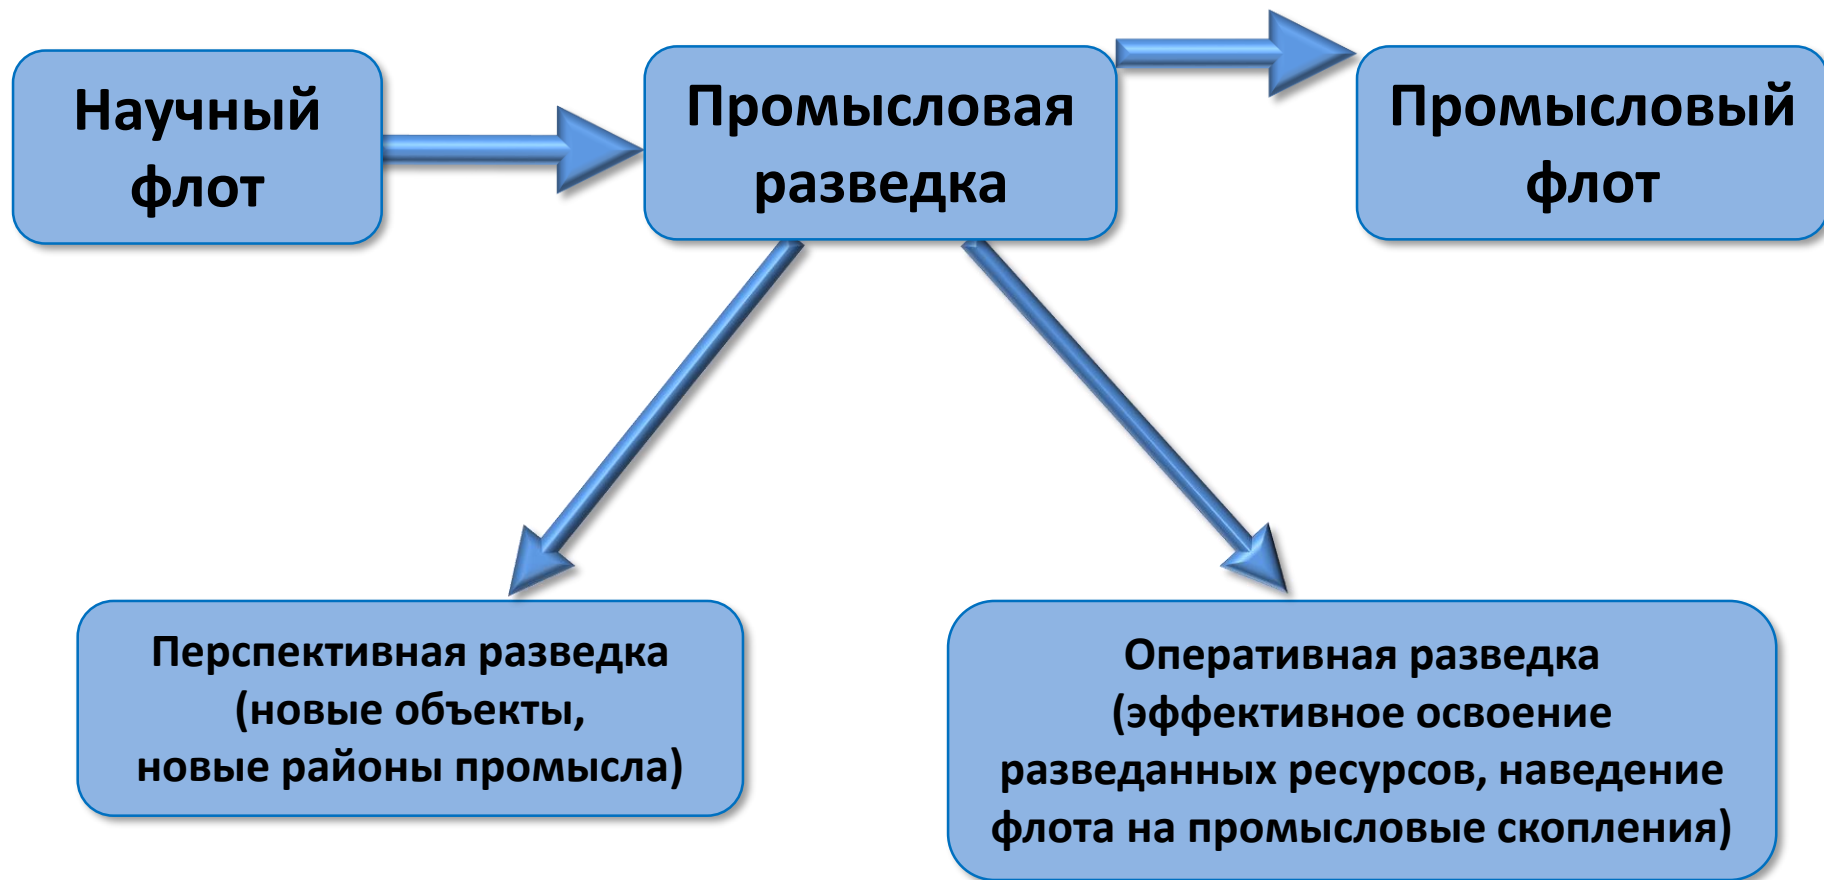 Научный
флот
Промысловая
разведка
Промысловый
флот
Перспективная разведка
(новые объекты,
новые районы промысла)
Оперативная разведка
(эффективное освоение
разведанных ресурсов, наведение
флота на промысловые скопления)